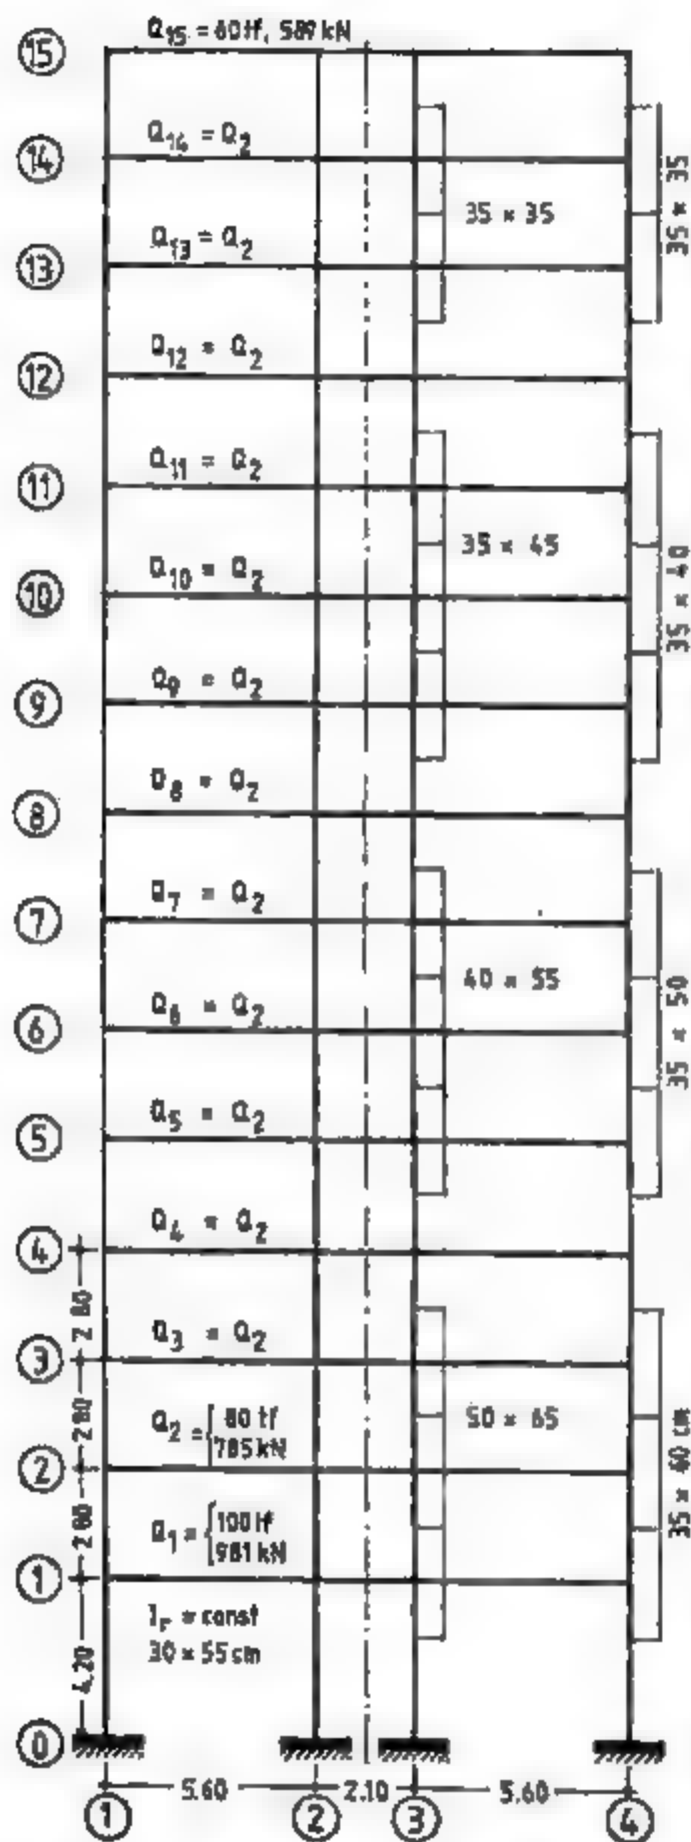 15
Q15 = 60 tf, 589 kN
14
Q14 = Q2
35 × 35
35 × 35
13
Q13 = Q2
12
Q12 = Q2
11
Q11 = Q2
35 × 45
35 × 40
10
Q10 = Q2
9
Q9 = Q2
8
Q8 = Q2
7
Q7 = Q2
40 × 55
35 × 50
6
Q6 = Q2
5
Q5 = Q2
4
Q4 = Q2
2 80
3
Q3 = Q2
2 80
50 × 65
35 × 60 cm
Q2 = { 80 tf
785 kN
2
2 80
Q1 = { 100 tf
981 kN
1
Ir = const
30 × 55 cm
4.20
0
5.60 2.10 5.60
1 2 3 4